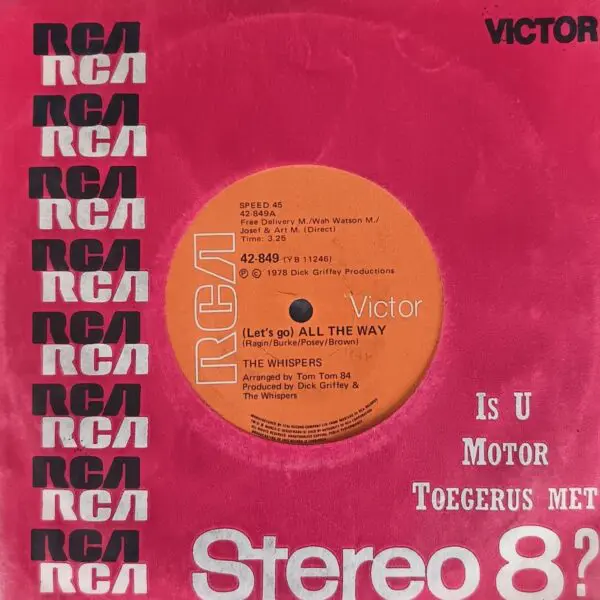 RCA
RCA
VICTOR
RCA
RCA
RCA
RCA
RCA
RCA
RCA
RCA
RCA
RCA
RCA
RCA
RCA
RCA
SPEED 45
42-849A
Free Delivery M./Wah Watson M./
Josef & Art M. (Direct)
Time: 3.25
42-849 (YB 11246)
Ⓟ © 1978 Dick Griffey Productions
RCA Victor
(Let's go) ALL THE WAY
(Ragin/Burke/Posey/Brown)
THE WHISPERS
Arranged by Tom Tom 84
Produced by Dick Griffey &
The Whispers
Is U
Motor
Toegerus met
Stereo 8?